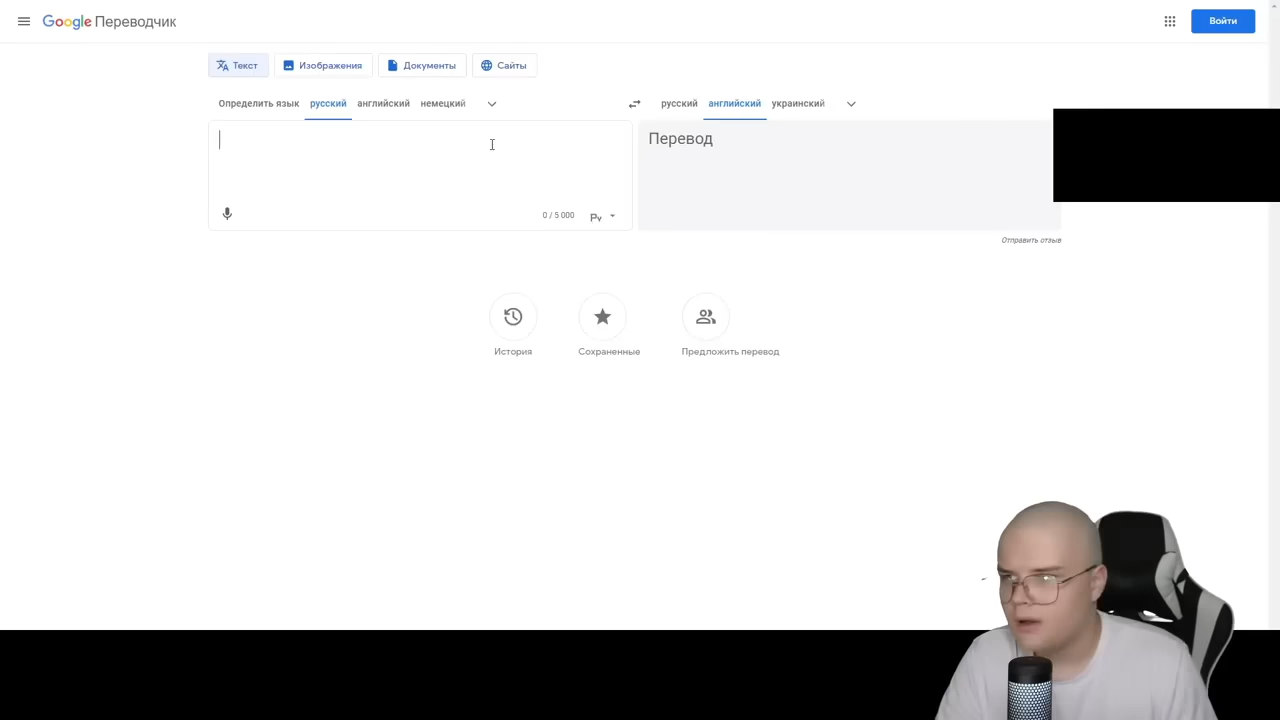 Google Переводчик
Войти
Текст Изображения Документы Сайты
Определить язык русский английский немецкий русский английский украинский
Перевод
0 / 5 000
Отправить отзыв
История Сохраненные Предложить перевод